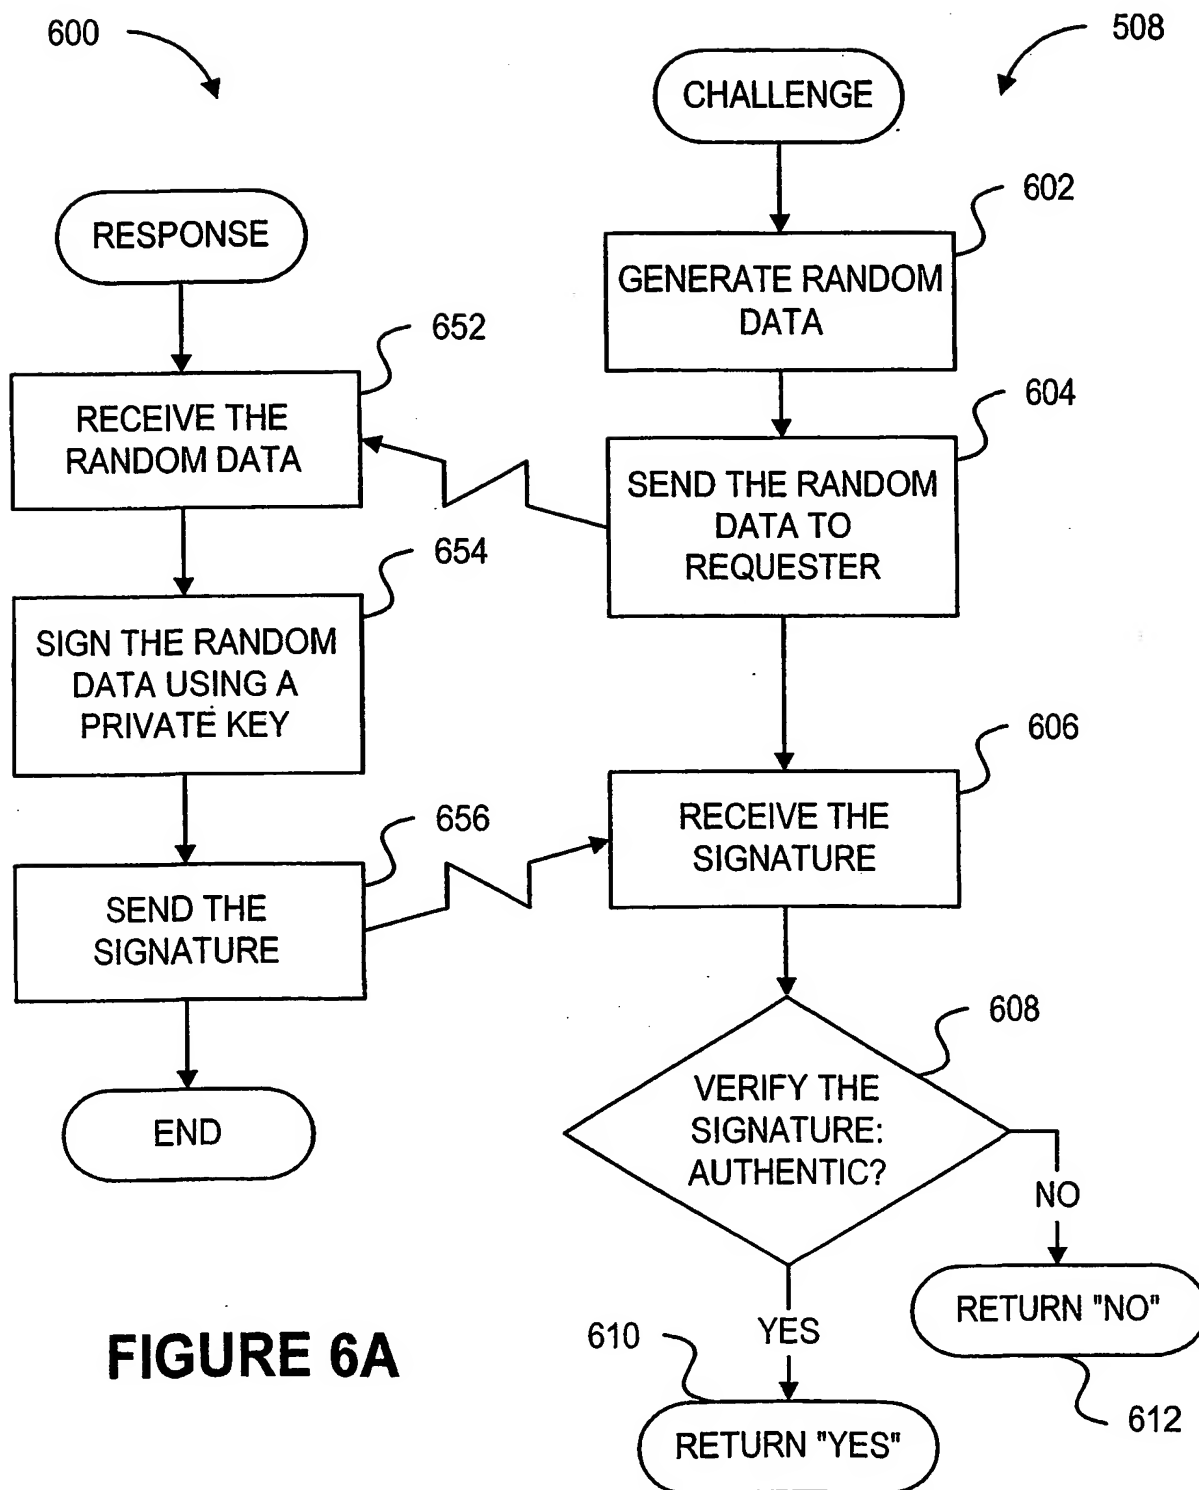 600
508
CHALLENGE
602
RESPONSE
GENERATE RANDOM
DATA
652
604
RECEIVE THE
RANDOM DATA
SEND THE RANDOM
DATA TO
REQUESTER
654
SIGN THE RANDOM
DATA USING A
PRIVATE KEY
606
656
RECEIVE THE
SIGNATURE
SEND THE
SIGNATURE
608
VERIFY THE
SIGNATURE:
AUTHENTIC?
END
NO
RETURN "NO"
YES
610
FIGURE 6A
612
RETURN "YES"